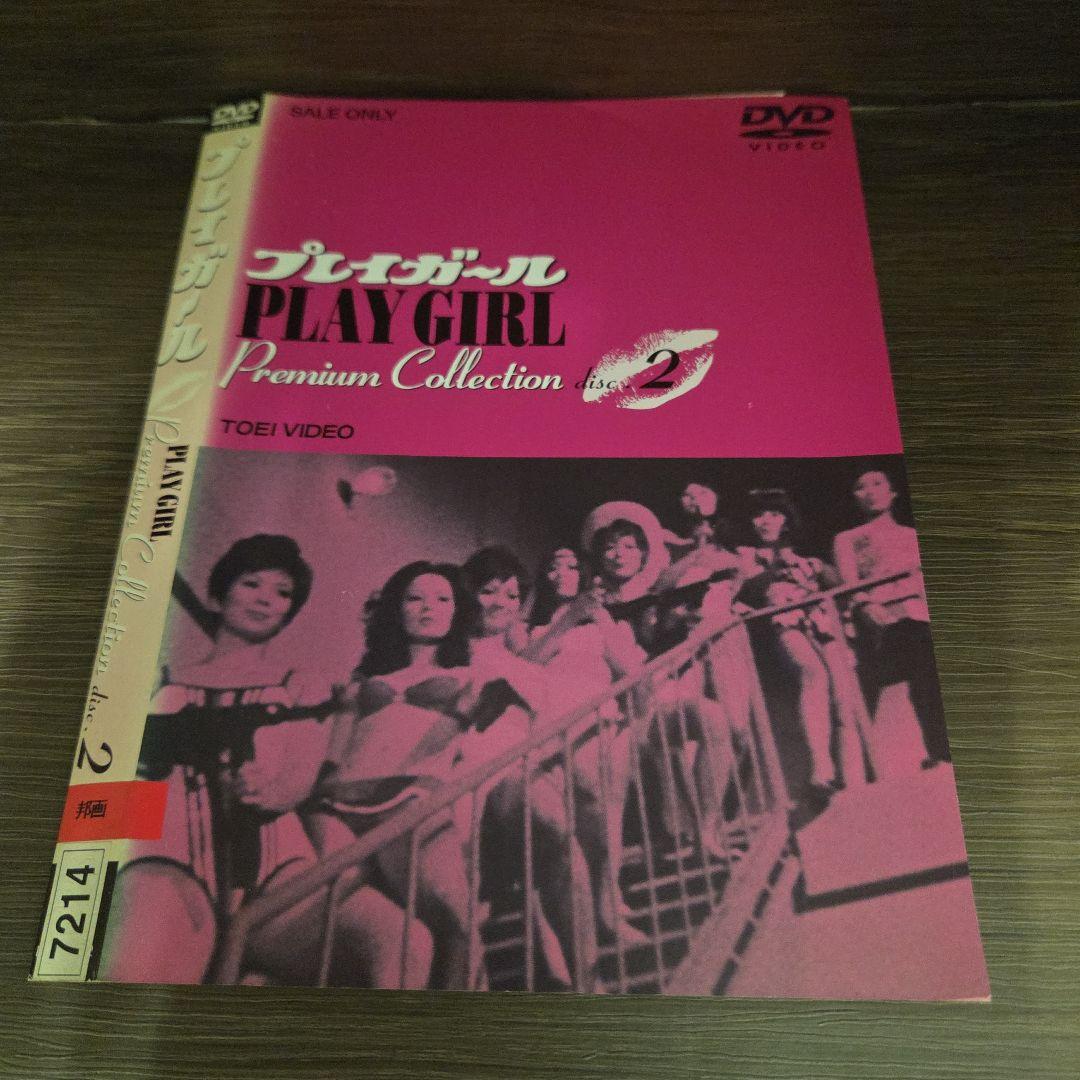 DVD
VIDEO
プレイガール
PLAY GIRL
Premium Collection disc. 2
邦画
7214
SALE ONLY
DVD
VIDEO
プレイガ〜ル
PLAY GIRL
Premium Collection disc. 2
TOEI VIDEO